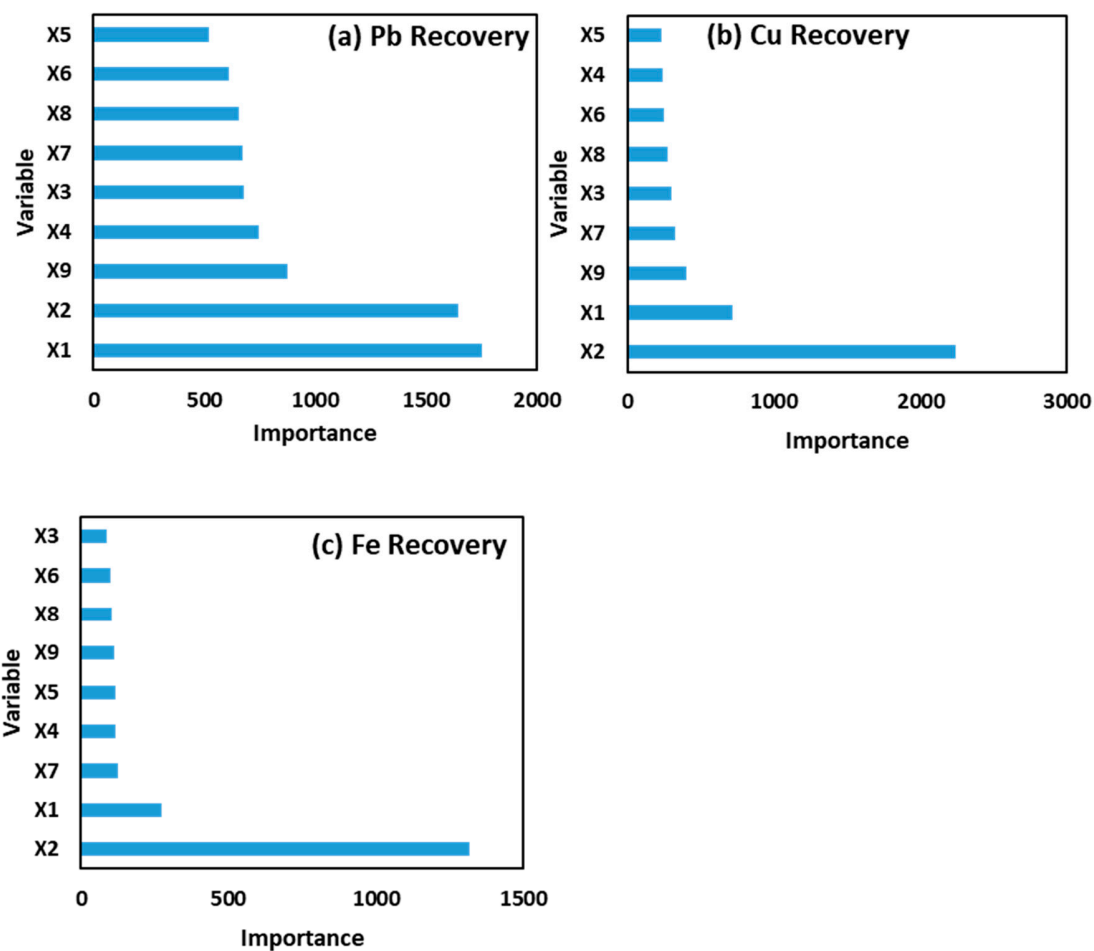 (a) Pb Recovery
Variable
X5
X6
X8
X7
X3
X4
X9
X2
X1
0 500 1000 1500 2000
Importance
(b) Cu Recovery
Variable
X5
X4
X6
X8
X3
X7
X9
X1
X2
0 1000 2000 3000
Importance
(c) Fe Recovery
Variable
X3
X6
X8
X9
X5
X4
X7
X1
X2
0 500 1000 1500
Importance